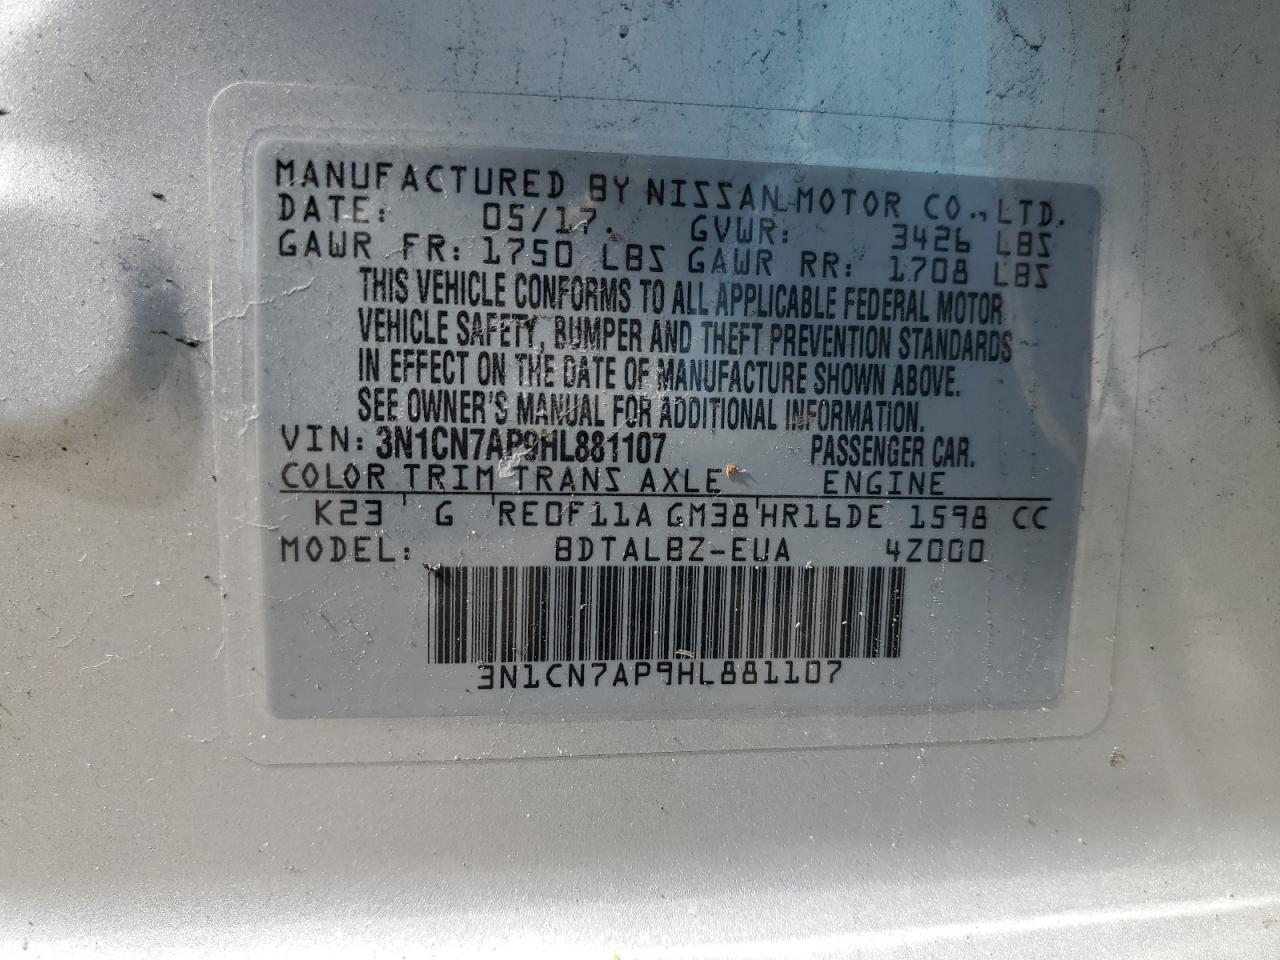 MANUFACTURED BY NISSAN MOTOR CO., LTD.
DATE: 05/17. GVWR: 3426 LBS
GAWR FR: 1750 LBS GAWR RR: 1708 LBS
THIS VEHICLE CONFORMS TO ALL APPLICABLE FEDERAL MOTOR
VEHICLE SAFETY, BUMPER AND THEFT PREVENTION STANDARDS
IN EFFECT ON THE DATE OF MANUFACTURE SHOWN ABOVE.
SEE OWNER'S MANUAL FOR ADDITIONAL INFORMATION.
VIN: 3N1CN7AP9HL881107 PASSENGER CAR.
COLOR TRIM TRANS AXLE ENGINE
K23 G RE0F11A GM38 HR16DE 1598 CC
MODEL: BDTALBZ-EUA 4Z000
3N1CN7AP9HL881107